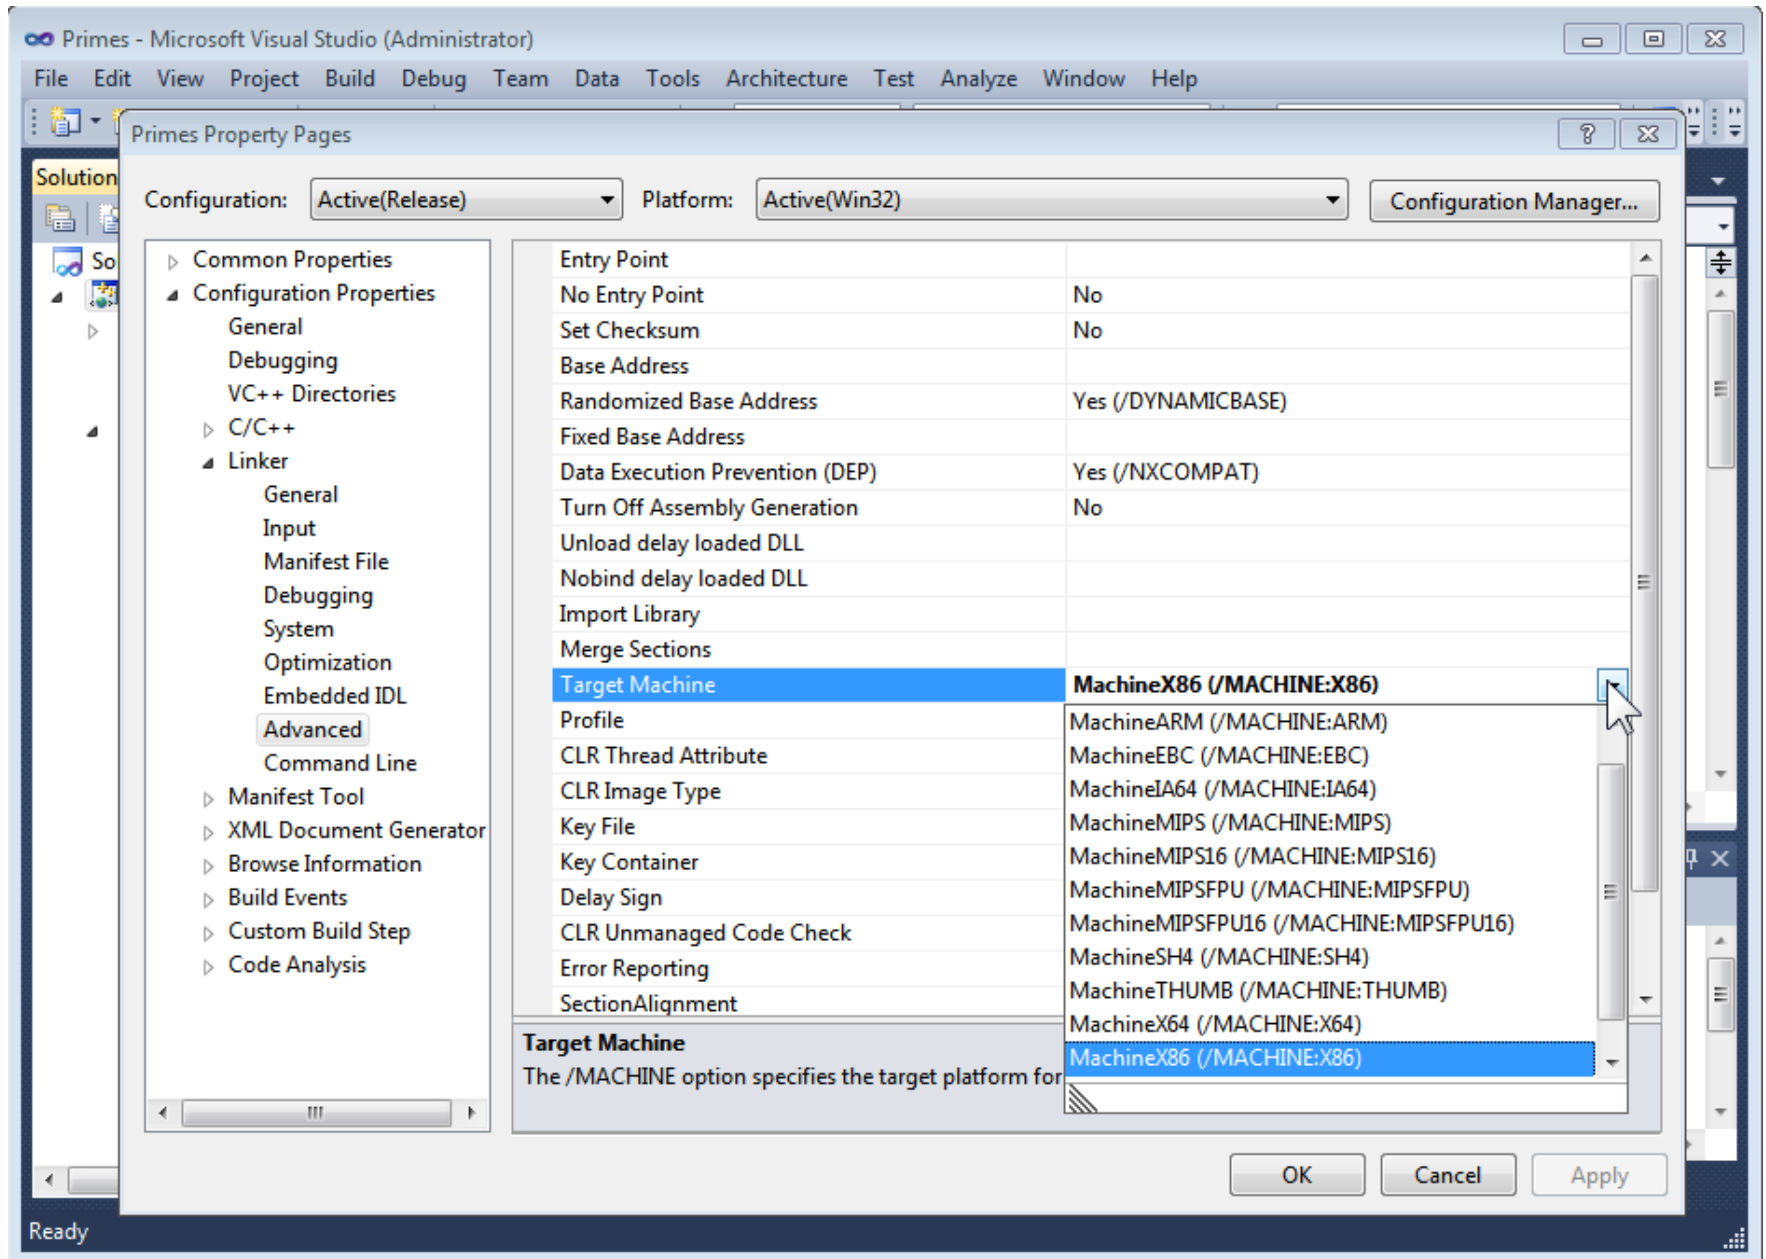 Primes - Microsoft Visual Studio (Administrator)
File Edit View Project Build Debug Team Data Tools Architecture Test Analyze Window Help
Primes Property Pages
Solution
So
Configuration: Active(Release) Platform: Active(Win32) Configuration Manager...
Common Properties
Configuration Properties
General
Debugging
VC++ Directories
C/C++
Linker
General
Input
Manifest File
Debugging
System
Optimization
Embedded IDL
Advanced
Command Line
Manifest Tool
XML Document Generator
Browse Information
Build Events
Custom Build Step
Code Analysis
Entry Point
No Entry Point No
Set Checksum No
Base Address
Randomized Base Address Yes (/DYNAMICBASE)
Fixed Base Address
Data Execution Prevention (DEP) Yes (/NXCOMPAT)
Turn Off Assembly Generation No
Unload delay loaded DLL
Nobind delay loaded DLL
Import Library
Merge Sections
Target Machine MachineX86 (/MACHINE:X86)
Profile
CLR Thread Attribute
CLR Image Type
Key File
Key Container
Delay Sign
CLR Unmanaged Code Check
Error Reporting
SectionAlignment
MachineARM (/MACHINE:ARM)
MachineEBC (/MACHINE:EBC)
MachineIA64 (/MACHINE:IA64)
MachineMIPS (/MACHINE:MIPS)
MachineMIPS16 (/MACHINE:MIPS16)
MachineMIPSFPU (/MACHINE:MIPSFPU)
MachineMIPSFPU16 (/MACHINE:MIPSFPU16)
MachineSH4 (/MACHINE:SH4)
MachineTHUMB (/MACHINE:THUMB)
MachineX64 (/MACHINE:X64)
MachineX86 (/MACHINE:X86)
Target Machine
The /MACHINE option specifies the target platform for
OK Cancel Apply
Ready